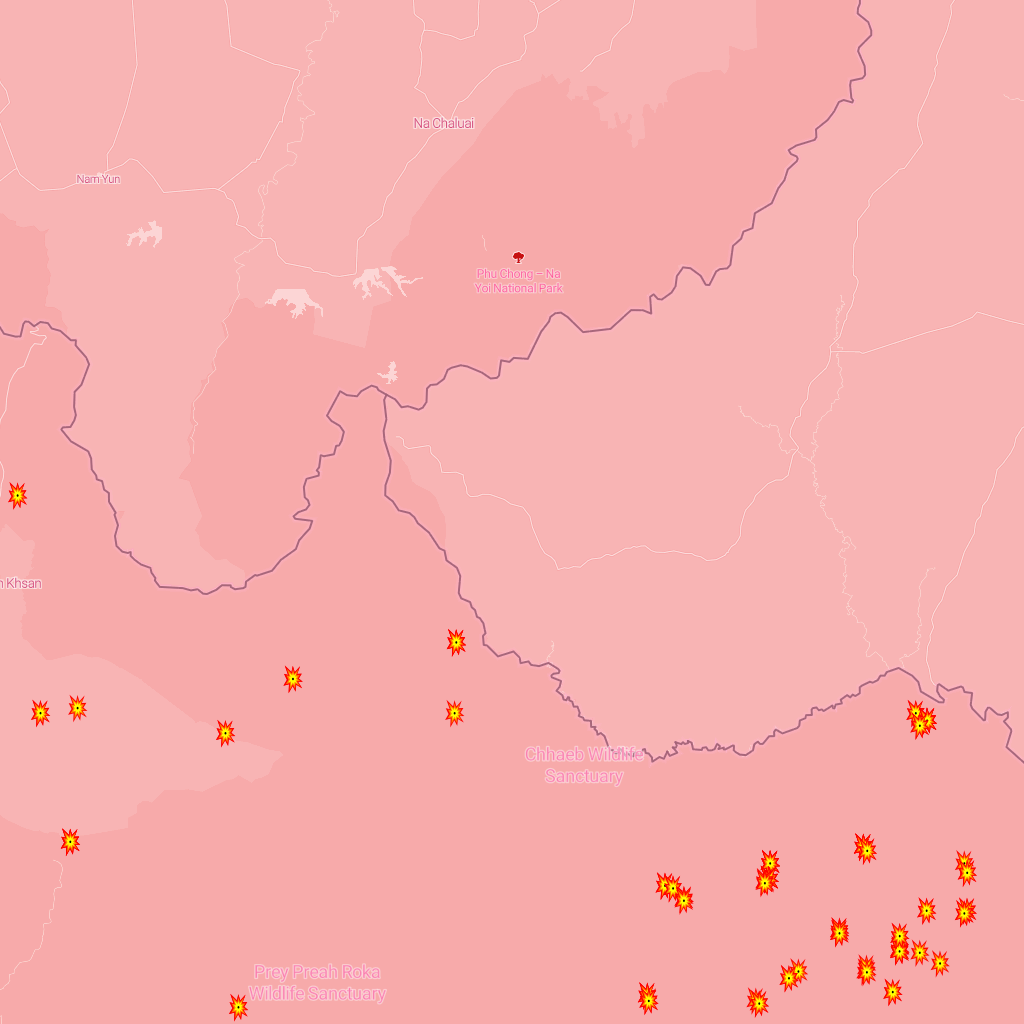 Na Chaluai
Nam Yun
Phu Chong – Na
Yoi National Park
n Khsan
Chhaeb Wildlife
Sanctuary
Prey Preah Roka
Wildlife Sanctuary